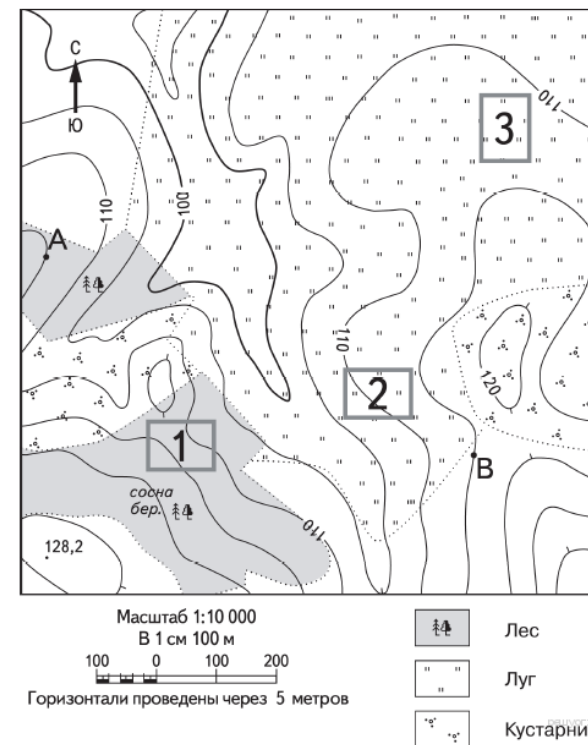 С
Ю
3
110
110
100
А
110
120
2
1
В
сосна
бер.
110
128,2
Масштаб 1:10 000
В 1 см 100 м
100 0 100 200
Горизонтали проведены через 5 метров
Лес
Луг
Кустарни